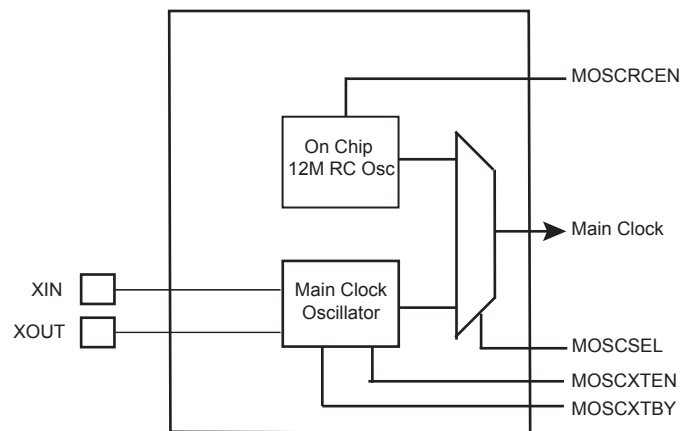 MOSCRCEN
On Chip
12M RC Osc
Main Clock
XIN
Main Clock
Oscillator
XOUT
MOSCSEL
MOSCXTEN
MOSCXTBY